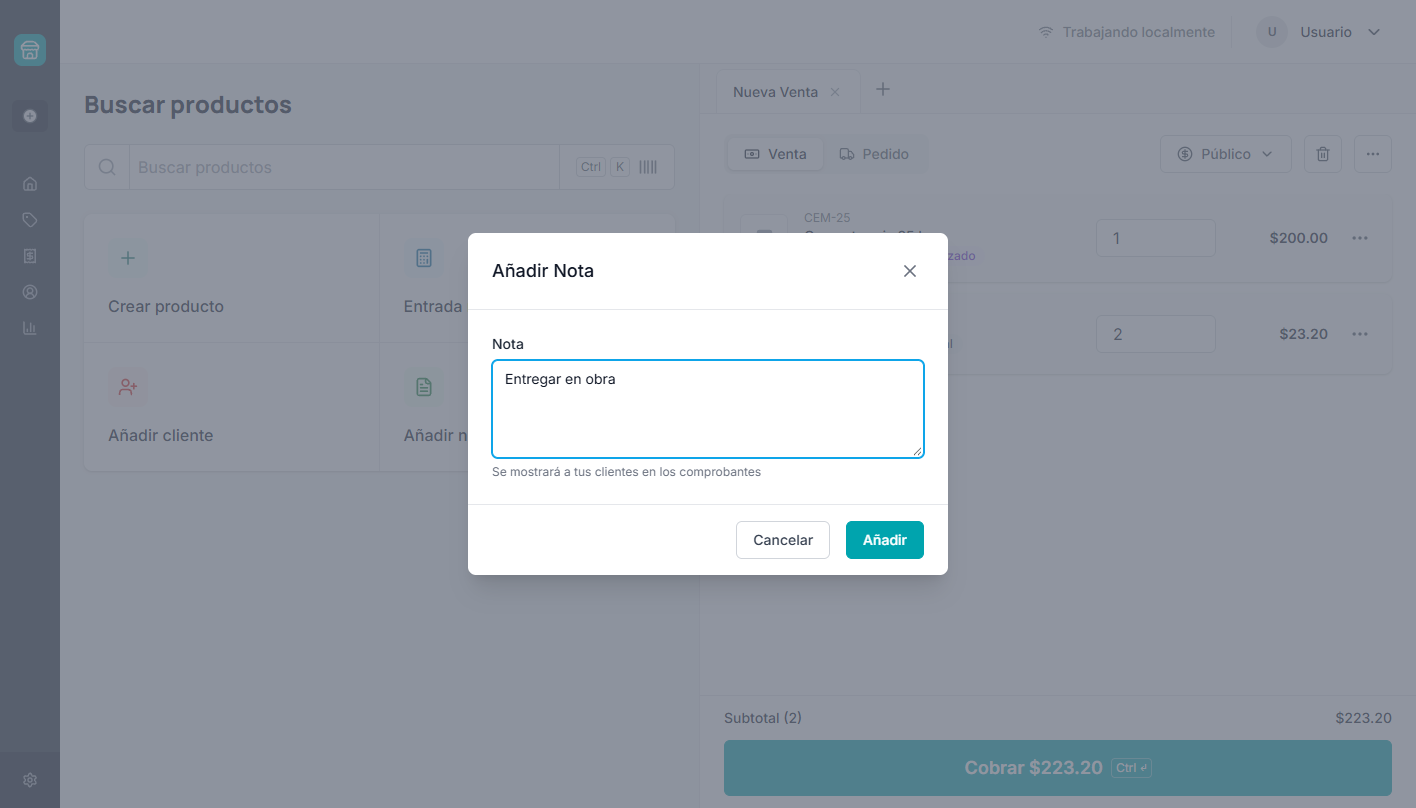 Trabajando localmente
U
Usuario
Buscar productos
Nueva Venta
Buscar productos
Ctrl K
Venta
Pedido
Público
Crear producto
Entrada
Añadir cliente
Añadir n
CEM-25
zado
1
$200.00
2
$23.20
Añadir Nota
Nota
Entregar en obra
Se mostrará a tus clientes en los comprobantes
Cancelar
Añadir
Subtotal (2)
$223.20
Cobrar $223.20 Ctrl ↵